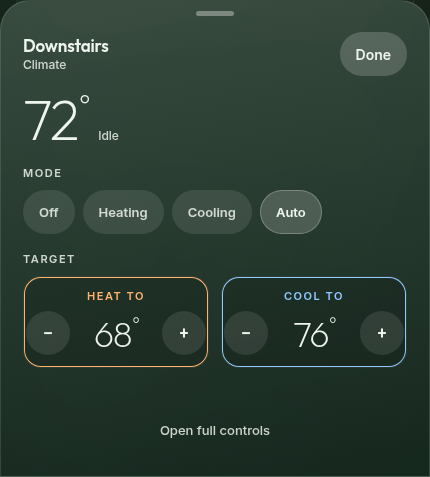 Downstairs
Climate
Done
72°
Idle
MODE
Off
Heating
Cooling
Auto
TARGET
HEAT TO
− 68° +
COOL TO
− 76° +
Open full controls